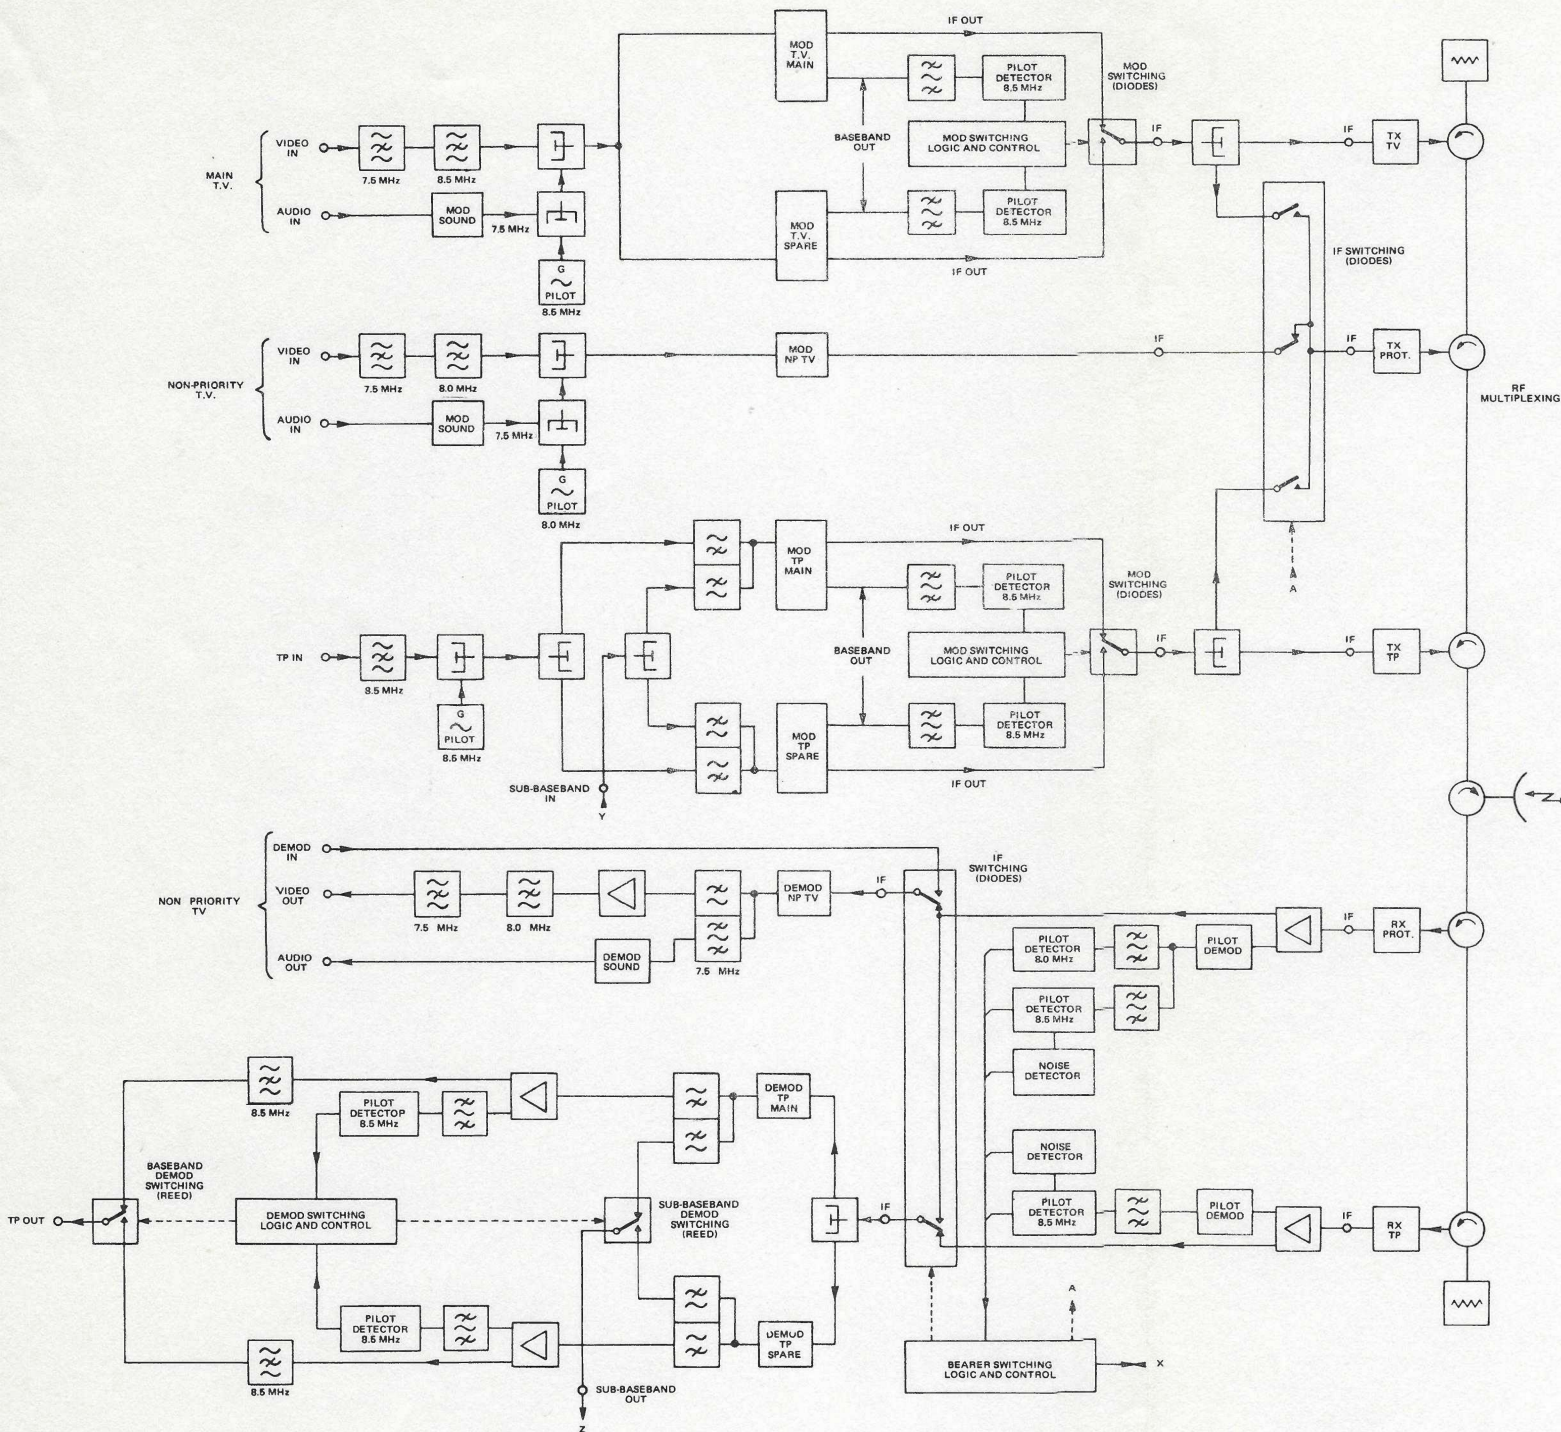 IF OUT
MOD
T.V.
MAIN
PILOT
DETECTOR
8.5 MHz
MOD
SWITCHING
(DIODES)
MAIN
T.V.
VIDEO
IN
7.5 MHz
8.5 MHz
BASEBAND
OUT
MOD SWITCHING
LOGIC AND CONTROL
IF
IF
TX
TV
AUDIO
IN
MOD
SOUND
7.5 MHz
MOD
T.V.
SPARE
PILOT
DETECTOR
8.5 MHz
IF OUT
IF SWITCHING
(DIODES)
G
PILOT
8.5 MHz
NON-PRIORITY
T.V.
VIDEO
IN
7.5 MHz
8.0 MHz
MOD
NP TV
IF
IF
TX
PROT.
RF
MULTIPLEXING
AUDIO
IN
MOD
SOUND
7.5 MHz
G
PILOT
8.0 MHz
IF OUT
MOD
TP
MAIN
PILOT
DETECTOR
8.5 MHz
MOD
SWITCHING
(DIODES)
A
TP IN
8.5 MHz
BASEBAND
OUT
MOD SWITCHING
LOGIC AND CONTROL
IF
IF
TX
TP
G
PILOT
8.5 MHz
MOD
TP
SPARE
PILOT
DETECTOR
8.5 MHz
IF OUT
SUB-BASEBAND
IN
Y
NON PRIORITY
TV
DEMOD
IN
VIDEO
OUT
7.5 MHz
8.0 MHz
DEMOD
NP TV
IF
IF
SWITCHING
(DIODES)
AUDIO
OUT
DEMOD
SOUND
7.5 MHz
PILOT
DETECTOR
8.0 MHz
PILOT
DEMOD
IF
RX
PROT.
PILOT
DETECTOR
8.5 MHz
NOISE
DETECTOR
8.5 MHz
PILOT
DETECTOR
8.5 MHz
DEMOD
TP
MAIN
NOISE
DETECTOR
BASEBAND
DEMOD
SWITCHING
(REED)
TP OUT
DEMOD SWITCHING
LOGIC AND CONTROL
SUB-BASEBAND
DEMOD
SWITCHING
(REED)
IF
PILOT
DETECTOR
8.5 MHz
PILOT
DEMOD
IF
RX
TP
PILOT
DETECTOR
8.5 MHz
8.5 MHz
DEMOD
TP
SPARE
A
BEARER SWITCHING
LOGIC AND CONTROL
X
SUB-BASEBAND
OUT
Z